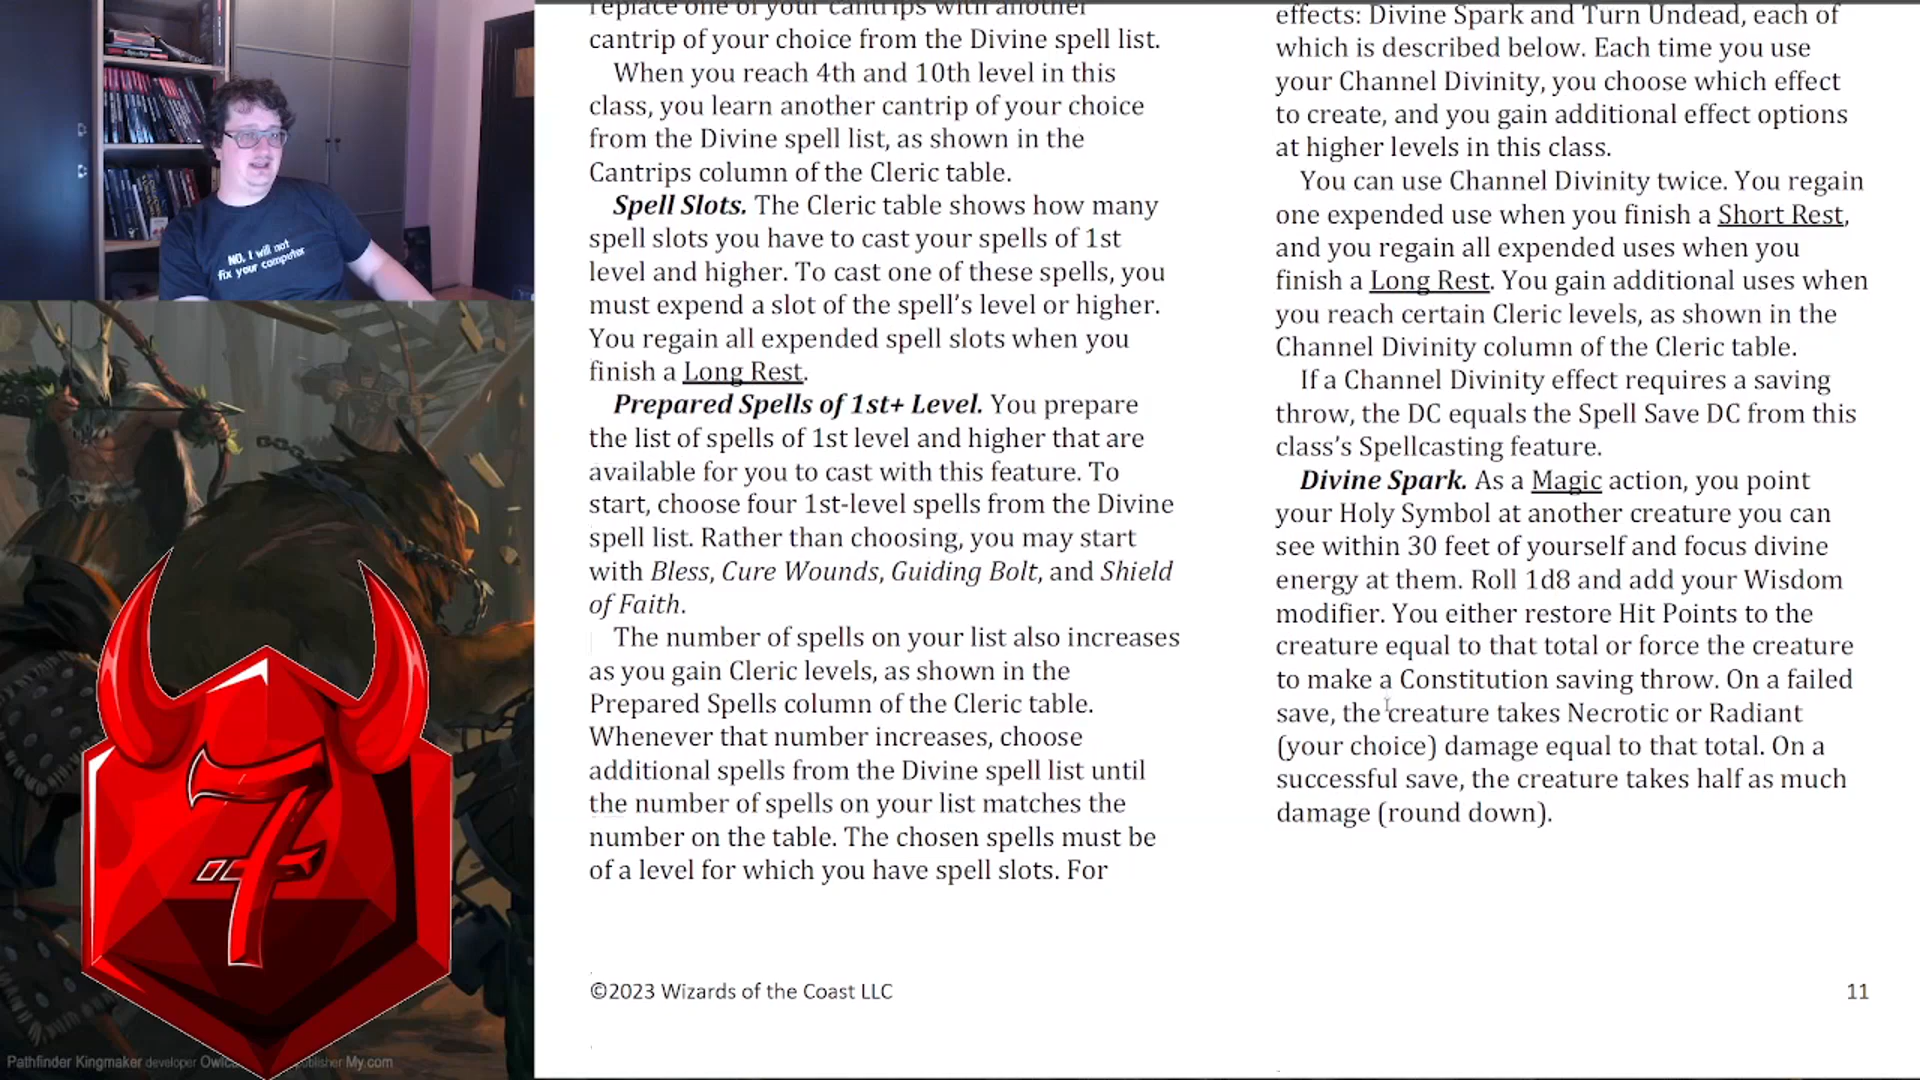 NO, I will not
fix your computer
7
Pathfinder Kingmaker developer
My.com
replace one of your cantrips with another
cantrip of your choice from the Divine spell list.
When you reach 4th and 10th level in this
class, you learn another cantrip of your choice
from the Divine spell list, as shown in the
Cantrips column of the Cleric table.
Spell Slots. The Cleric table shows how many
spell slots you have to cast your spells of 1st
level and higher. To cast one of these spells, you
must expend a slot of the spell’s level or higher.
You regain all expended spell slots when you
finish a Long Rest.
Prepared Spells of 1st+ Level. You prepare
the list of spells of 1st level and higher that are
available for you to cast with this feature. To
start, choose four 1st-level spells from the Divine
spell list. Rather than choosing, you may start
with Bless, Cure Wounds, Guiding Bolt, and Shield
of Faith.
The number of spells on your list also increases
as you gain Cleric levels, as shown in the
Prepared Spells column of the Cleric table.
Whenever that number increases, choose
additional spells from the Divine spell list until
the number of spells on your list matches the
number on the table. The chosen spells must be
of a level for which you have spell slots. For
effects: Divine Spark and Turn Undead, each of
which is described below. Each time you use
your Channel Divinity, you choose which effect
to create, and you gain additional effect options
at higher levels in this class.
You can use Channel Divinity twice. You regain
one expended use when you finish a Short Rest,
and you regain all expended uses when you
finish a Long Rest. You gain additional uses when
you reach certain Cleric levels, as shown in the
Channel Divinity column of the Cleric table.
If a Channel Divinity effect requires a saving
throw, the DC equals the Spell Save DC from this
class’s Spellcasting feature.
Divine Spark. As a Magic action, you point
your Holy Symbol at another creature you can
see within 30 feet of yourself and focus divine
energy at them. Roll 1d8 and add your Wisdom
modifier. You either restore Hit Points to the
creature equal to that total or force the creature
to make a Constitution saving throw. On a failed
save, the creature takes Necrotic or Radiant
(your choice) damage equal to that total. On a
successful save, the creature takes half as much
damage (round down).
©2023 Wizards of the Coast LLC
11